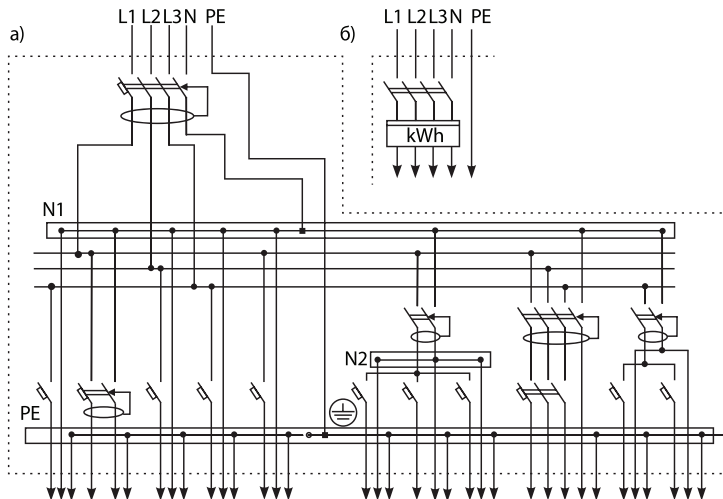 а) L1 L2 L3 N PE
б) L1 L2 L3 N PE
kWh
N1
N2
PE